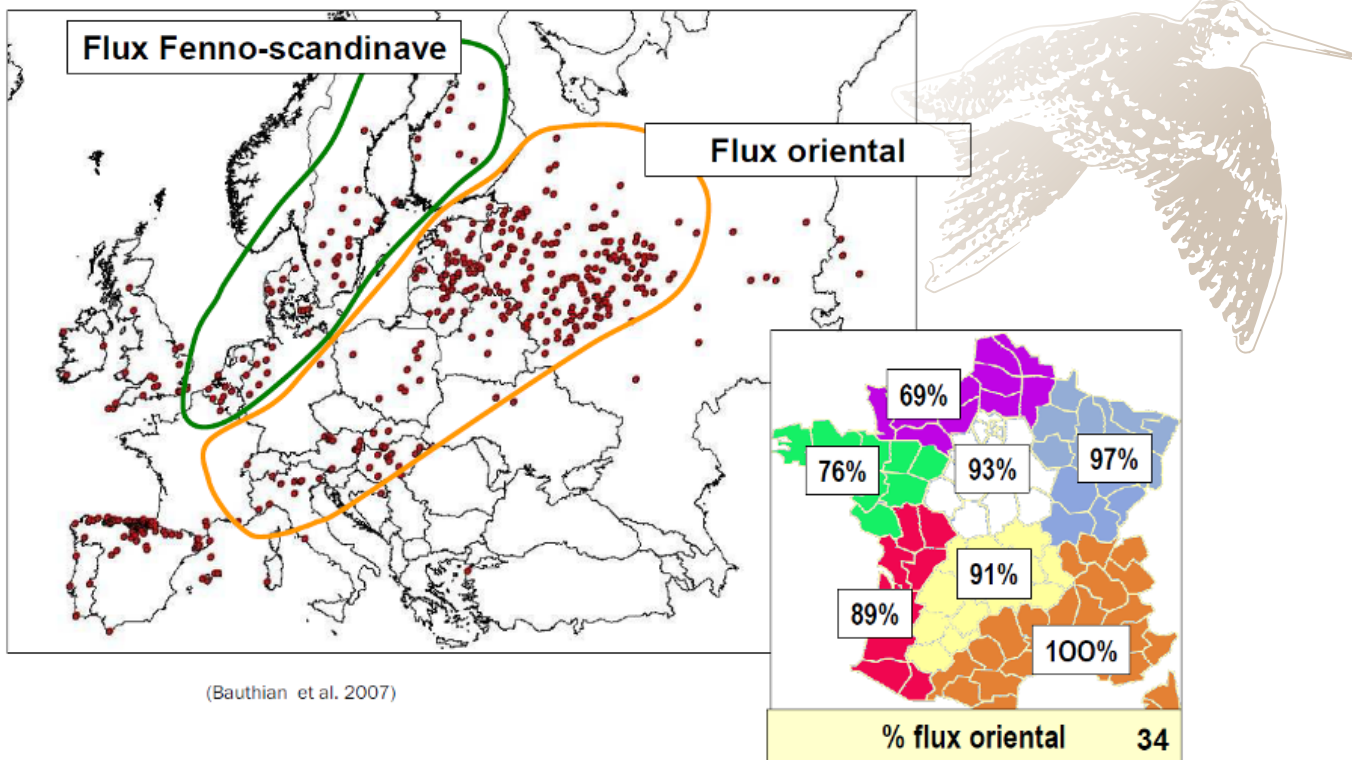 Flux Fenno-scandinave
Flux oriental
69%
76%
93%
97%
91%
89%
100%
(Bauthian et al. 2007)
% flux oriental 34